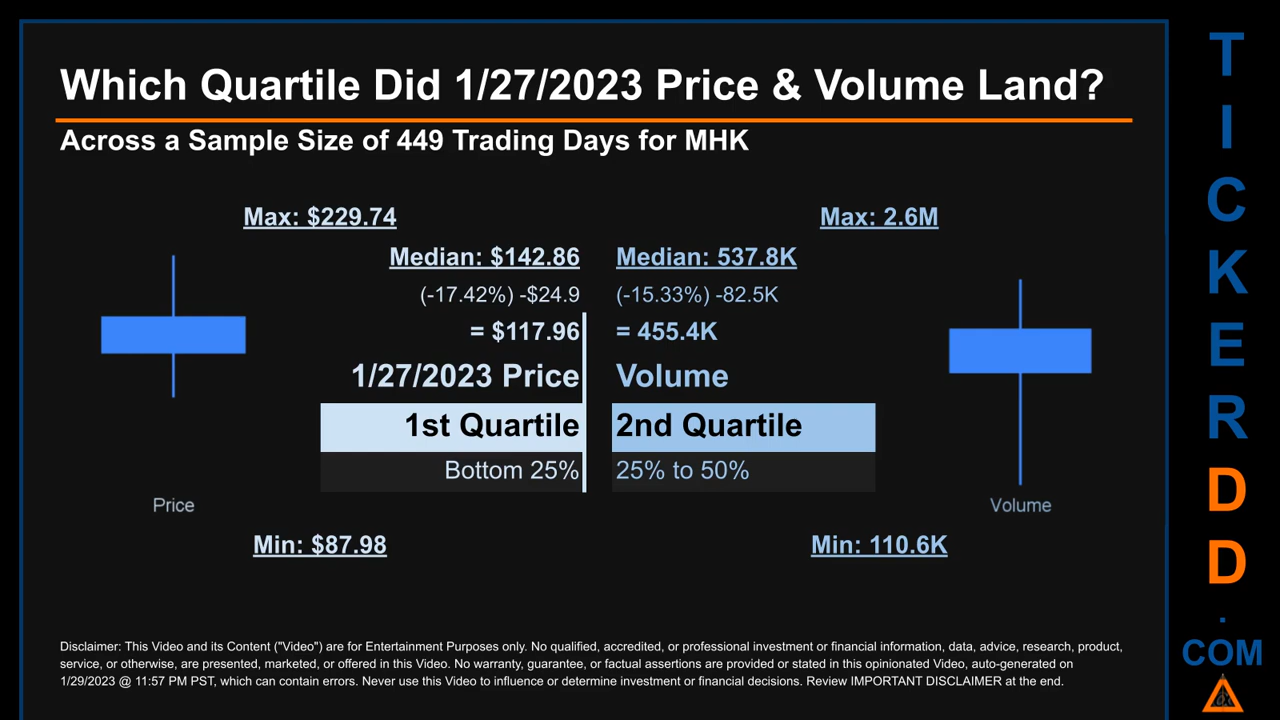 Which Quartile Did 1/27/2023 Price & Volume Land?
Across a Sample Size of 449 Trading Days for MHK
Max: $229.74
Median: $142.86
(-17.42%) -$24.9
= $117.96
1/27/2023 Price
1st Quartile
Bottom 25%
Price
Min: $87.98
Max: 2.6M
Median: 537.8K
(-15.33%) -82.5K
= 455.4K
Volume
2nd Quartile
25% to 50%
Volume
Min: 110.6K
Disclaimer: This Video and its Content ("Video") are for Entertainment Purposes only. No qualified, accredited, or professional investment or financial information, data, advice, research, product,
service, or otherwise, are presented, marketed, or offered in this Video. No warranty, guarantee, or factual assertions are provided or stated in this opinionated Video, auto-generated on
1/29/2023 @ 11:57 PM PST, which can contain errors. Never use this Video to influence or determine investment or financial decisions. Review IMPORTANT DISCLAIMER at the end.
T
I
C
K
E
R
D
D
.
COM